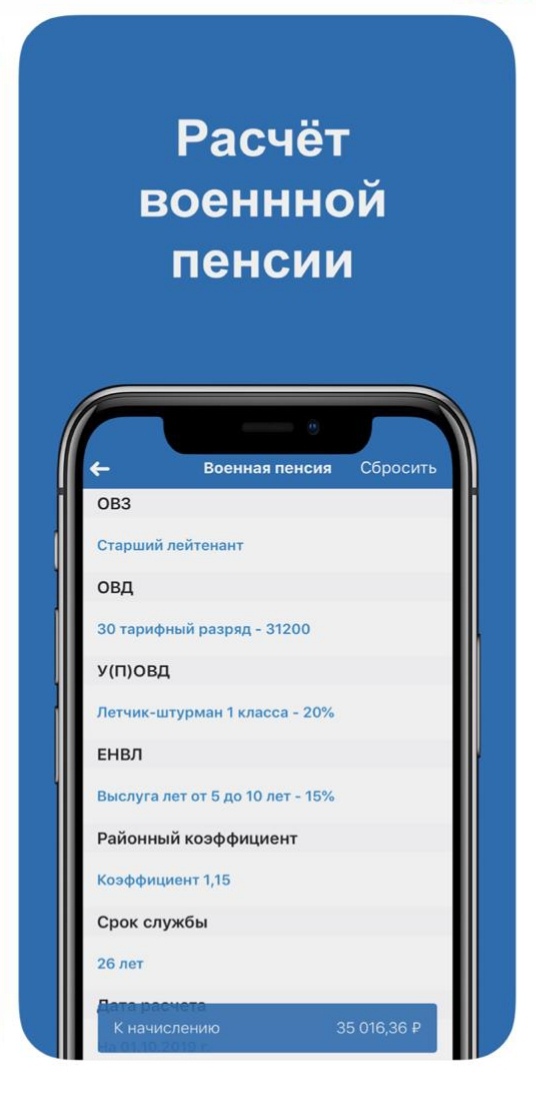 Расчёт
военнной
пенсии
Военная пенсия Сбросить
ОВЗ
Старший лейтенант
ОВД
30 тарифный разряд - 31200
У(П)ОВД
Летчик-штурман 1 класса - 20%
ЕНВЛ
Выслуга лет от 5 до 10 лет - 15%
Районный коэффициент
Коэффициент 1,15
Срок службы
26 лет
Дата расчета
К начислению 35 016,36 ₽
На 01.10.2019 г.